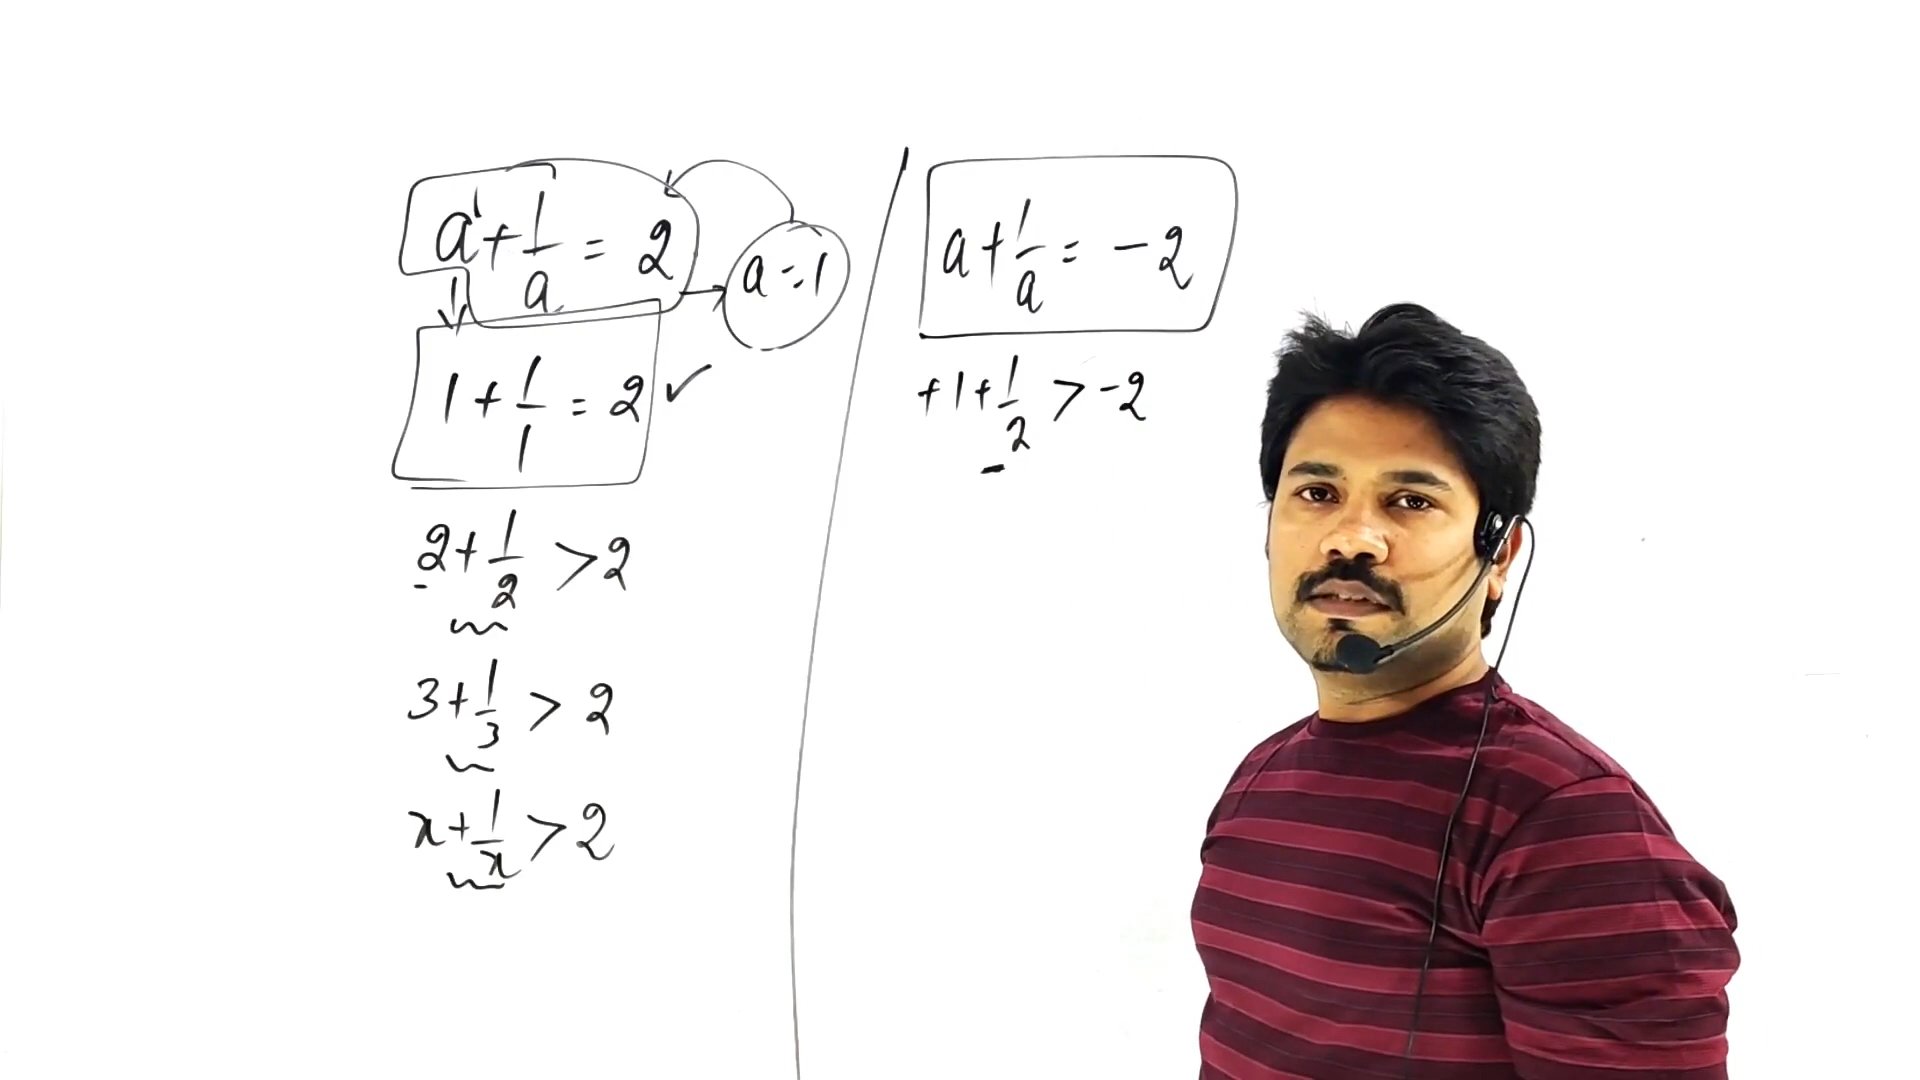 a¹ + 1/a = 2
a = 1
1 + 1/1 = 2 ✓
2 + 1/2 > 2
3 + 1/3 > 2
x + 1/x > 2
a + 1/a = -2
+1 + 1/2 > -2